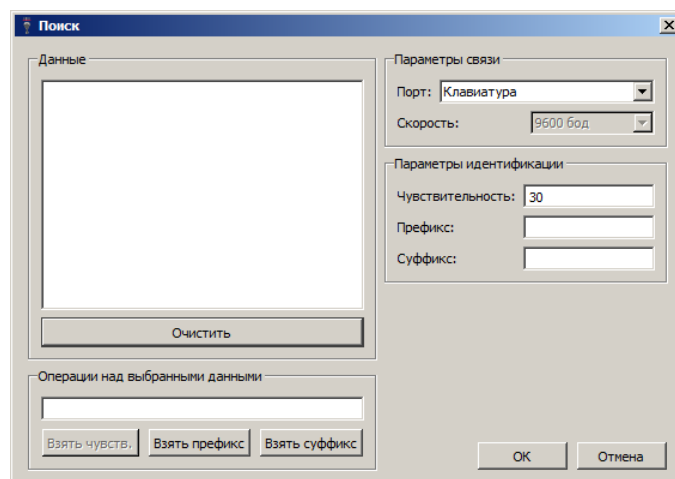 Поиск
Данные
Очистить
Операции над выбранными данными
Взять чувств.
Взять префикс
Взять суффикс
Параметры связи
Порт: Клавиатура
Скорость: 9600 бод
Параметры идентификации
Чувствительность: 30
Префикс:
Суффикс:
OK
Отмена